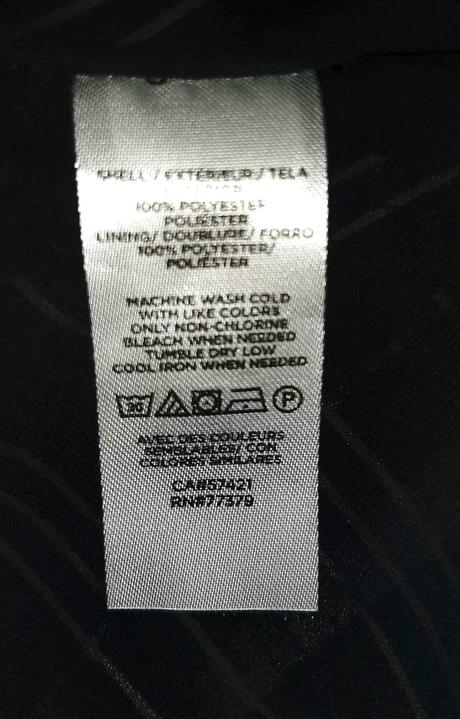 SHELL / EXTÉRIEUR / TELA
100% POLYESTER
POLIÉSTER
LINING/ DOUBLURE/ FORRO
100% POLYESTER/
POLIÉSTER
MACHINE WASH COLD
WITH LIKE COLORS
ONLY NON-CHLORINE
BLEACH WHEN NEEDED
TUMBLE DRY LOW
COOL IRON WHEN NEEDED
30 P
AVEC DES COULEURS
SEMBLABLES/ CON
COLORES SIMILARES
CA#57421
RN#77379